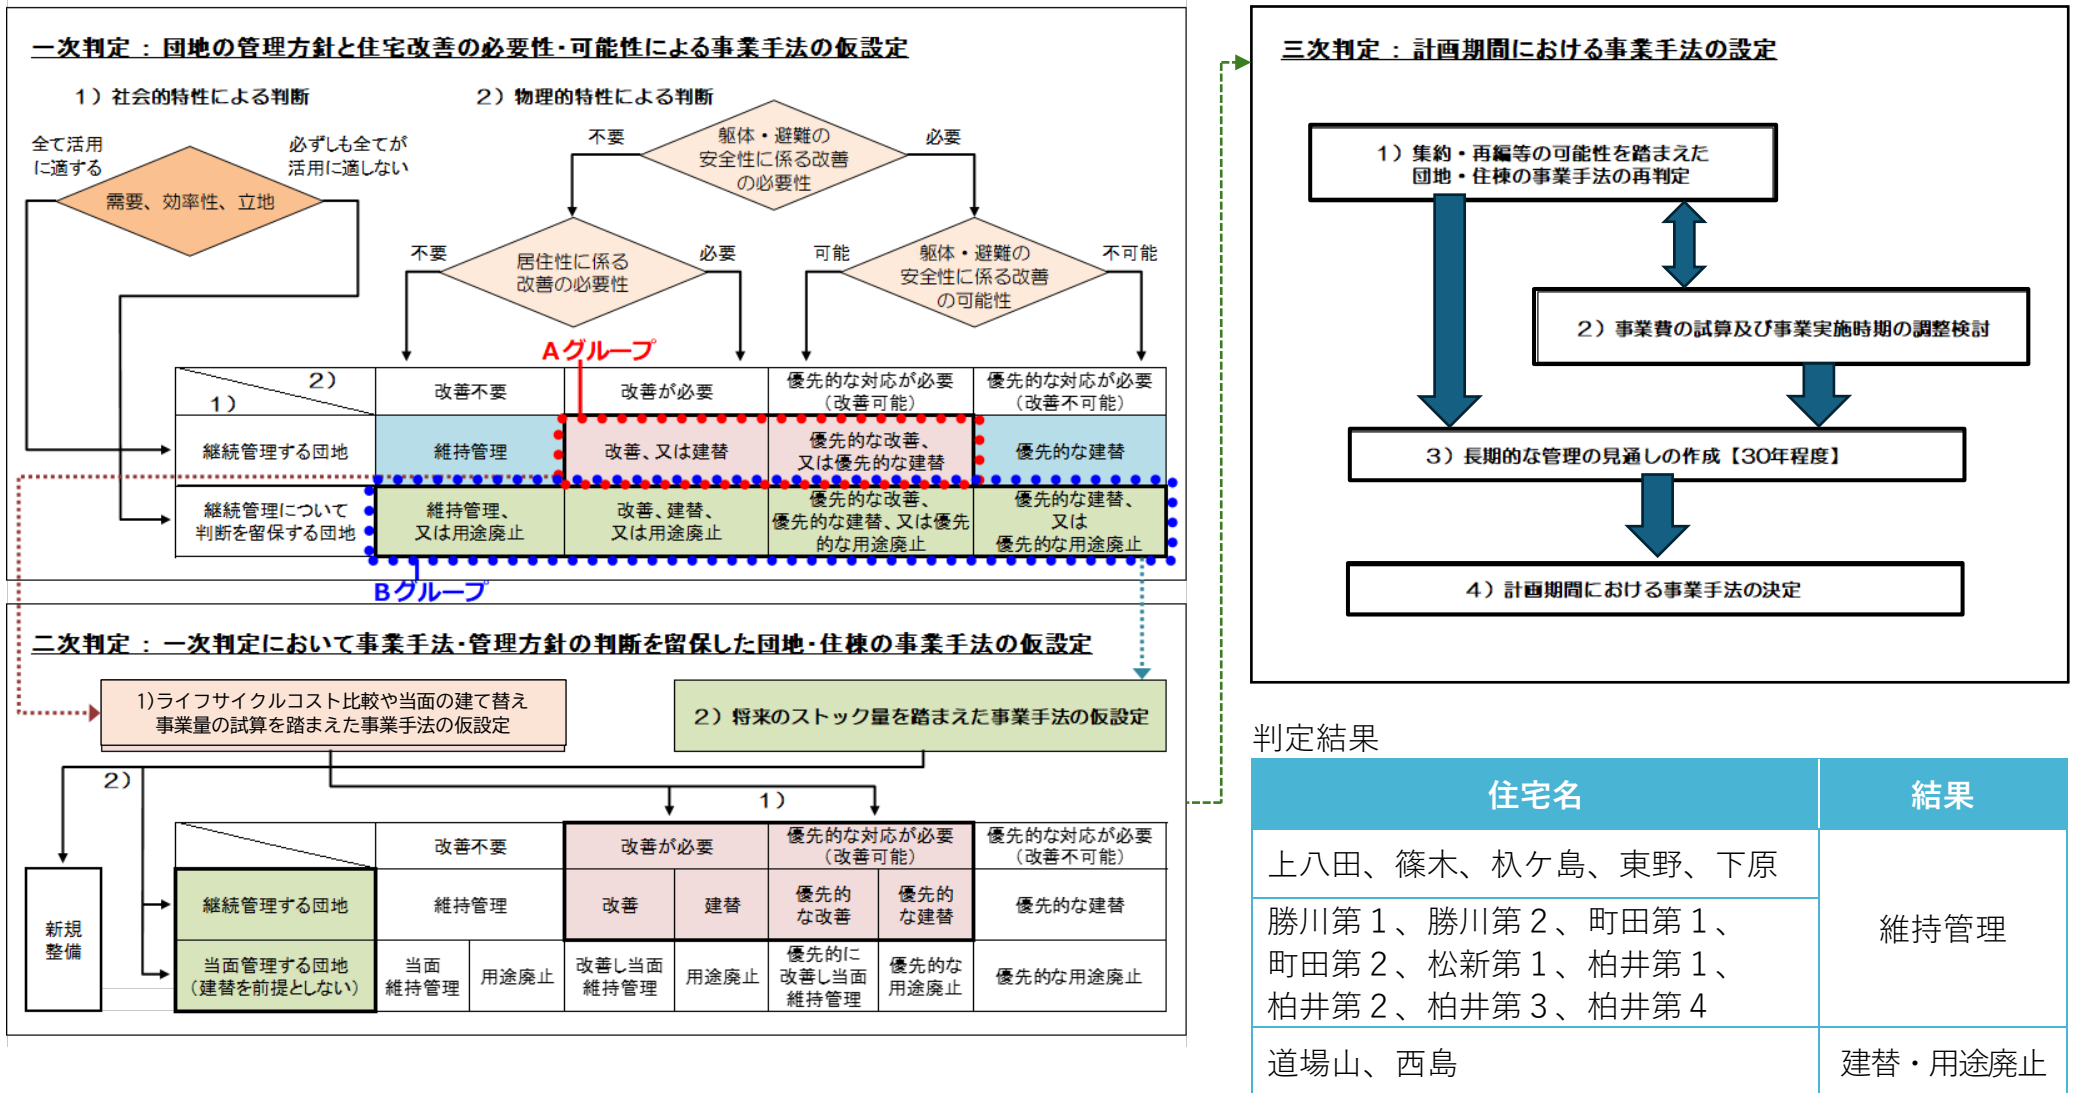 一次判定 : 団地の管理方針と住宅改善の必要性・可能性による事業手法の仮設定
1）社会的特性による判断
2）物理的特性による判断
全て活用
に適する
必ずしも全てが
活用に適しない
需要、効率性、立地
不要
躯体・避難の
安全性に係る改善
の必要性
必要
不要
居住性に係る
改善の必要性
必要
可能
躯体・避難の
安全性に係る改善
の可能性
不可能
Aグループ
2）
1）
改善不要
改善が必要
優先的な対応が必要
（改善可能）
優先的な対応が必要
（改善不可能）
継続管理する団地
維持管理
改善、又は建替
優先的な改善、
又は優先的な建替
優先的な建替
継続管理について
判断を留保する団地
維持管理、
又は用途廃止
改善、建替、
又は用途廃止
優先的な改善、
優先的な建替、又は優先
的な用途廃止
優先的な建替、
又は
優先的な用途廃止
Bグループ
二次判定 : 一次判定において事業手法・管理方針の判断を留保した団地・住棟の事業手法の仮設定
1)ライフサイクルコスト比較や当面の建て替え
事業量の試算を踏まえた事業手法の仮設定
2）将来のストック量を踏まえた事業手法の仮設定
2）
1）
新規
整備
改善不要
改善が必要
優先的な対応が必要
（改善可能）
優先的な対応が必要
（改善不可能）
継続管理する団地
維持管理
改善
建替
優先的
な改善
優先的
な建替
優先的な建替
当面管理する団地
（建替を前提としない）
当面
維持管理
用途廃止
改善し当面
維持管理
用途廃止
優先的に
改善し当面
維持管理
優先的な
用途廃止
優先的な用途廃止
三次判定 : 計画期間における事業手法の設定
1）集約・再編等の可能性を踏まえた
団地・住棟の事業手法の再判定
2）事業費の試算及び事業実施時期の調整検討
3）長期的な管理の見通しの作成【30年程度】
4）計画期間における事業手法の決定
判定結果
住宅名
結果
上八田、篠木、杁ケ島、東野、下原
勝川第１、勝川第２、町田第１、
町田第２、松新第１、柏井第１、
柏井第２、柏井第３、柏井第４
維持管理
道場山、西島
建替・用途廃止